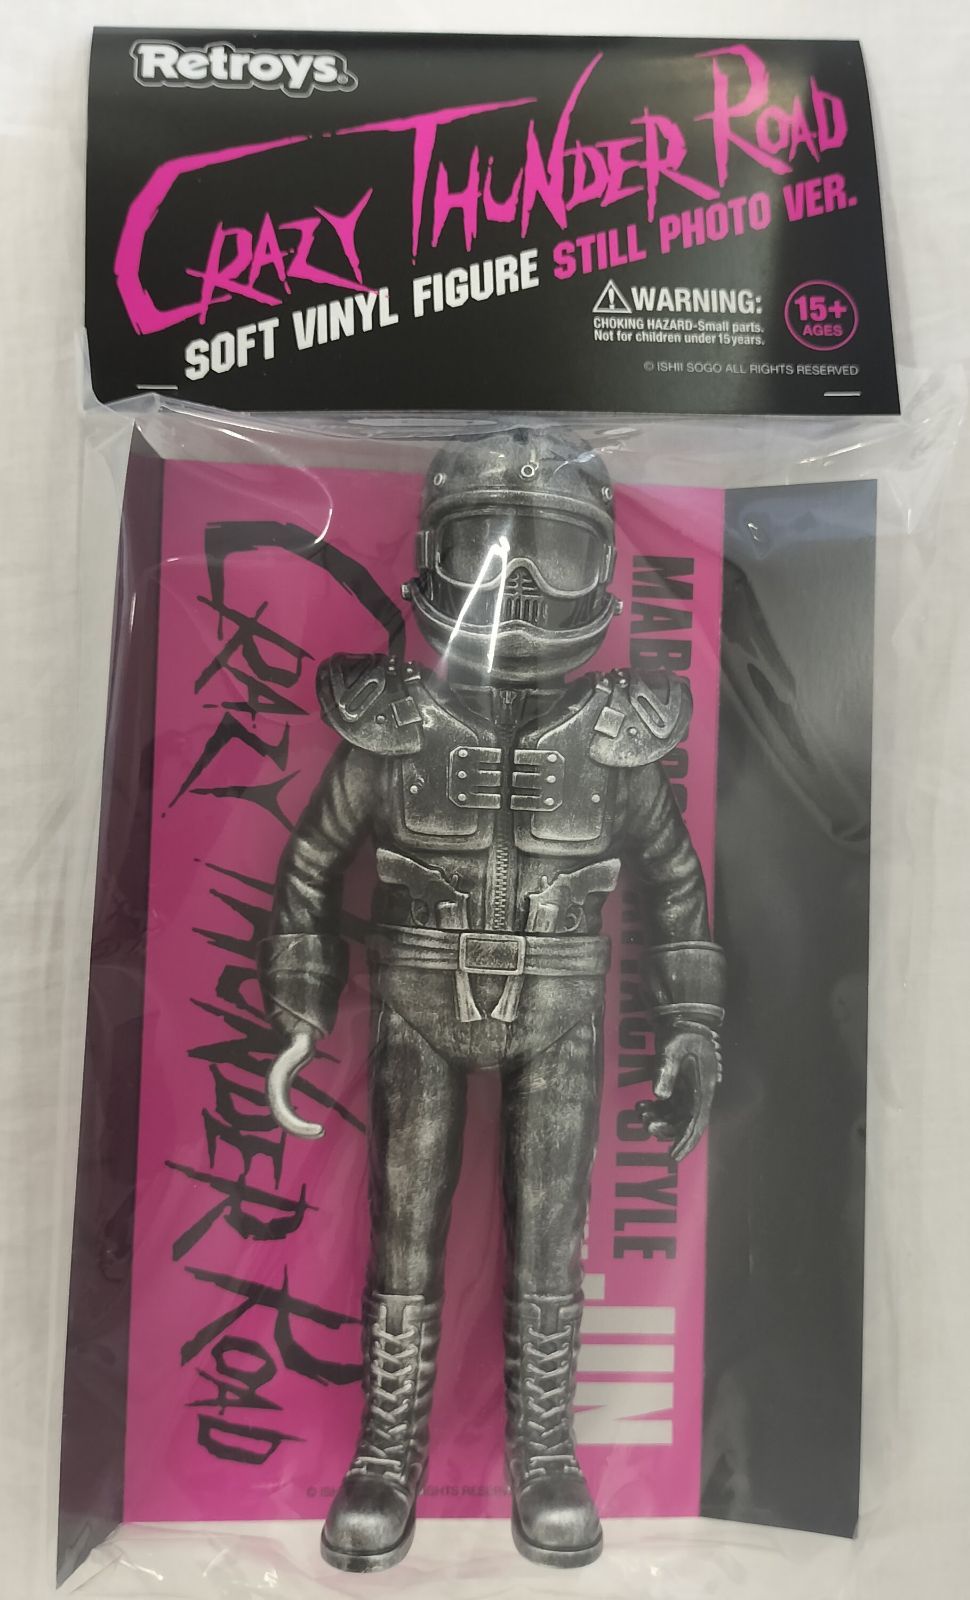 Retroys.
CRAZY THUNDER ROAD
SOFT VINYL FIGURE STILL PHOTO VER.
WARNING:
CHOKING HAZARD-Small parts.
Not for children under 15years.
15+
AGES
© ISHII SOGO ALL RIGHTS RESERVED
CRAZY THUNDER ROAD
STYLE
JIN